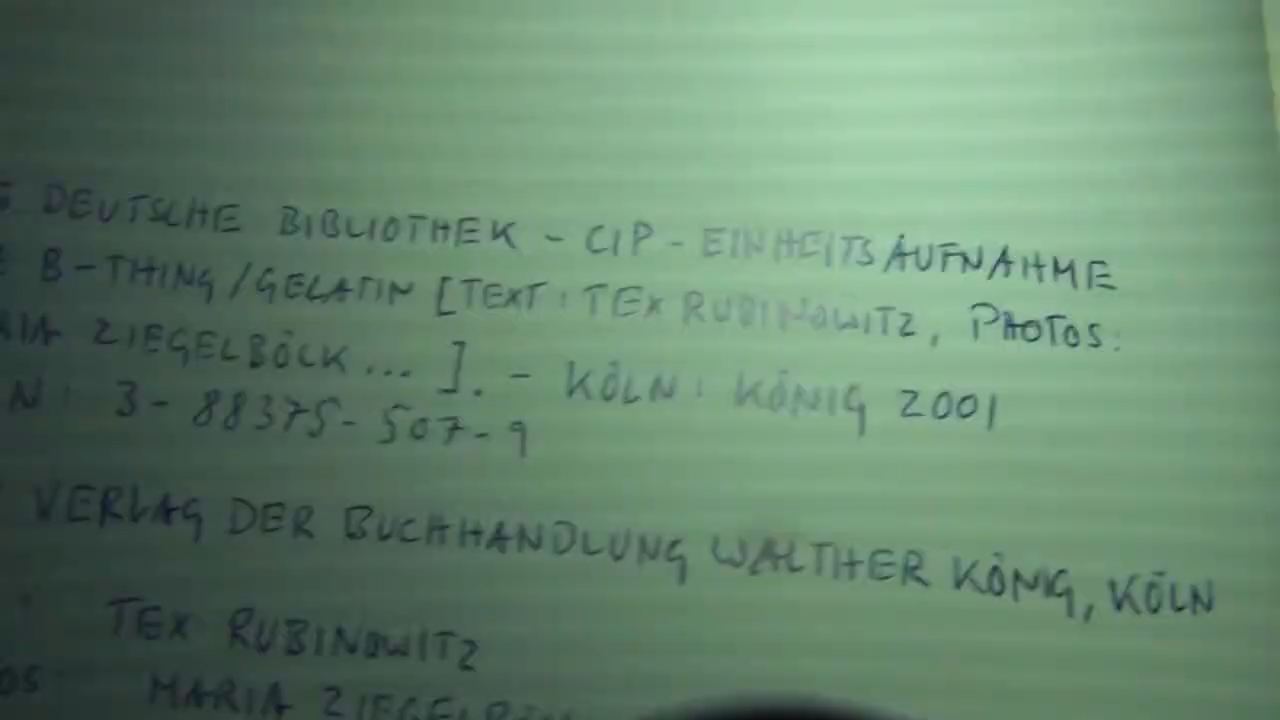 DEUTSCHE BIBLIOTHEK - CIP - EINHEITSAUFNAHME
B-THING / GELATIN [TEXT: TEX RUBINOWITZ, PHOTOS:
ZIEGELBÖCK ... ]. - KÖLN: KÖNIG 2001
N: 3-88375-507-9
VERLAG DER BUCHHANDLUNG WALTHER KÖNIG, KÖLN
TEX RUBINOWITZ
MARIA